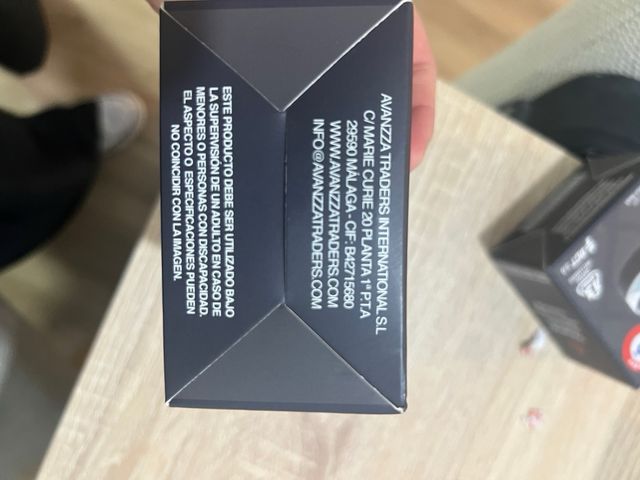 AVANZZA TRADERS INTERNATIONAL S.L
C/ MARIE CURIE 20 PLANTA 1ª P.T.A
29590 MÁLAGA - CIF: B42715680
WWW.AVANZZATRADERS.COM
INFO@AVANZZATRADERS.COM
ESTE PRODUCTO DEBE SER UTILIZADO BAJO
LA SUPERVISIÓN DE UN ADULTO EN CASO DE
MENORES O PERSONAS CON DISCAPACIDAD.
EL ASPECTO O ESPECIFICACIONES PUEDEN
NO COINCIDIR CON LA IMAGEN.